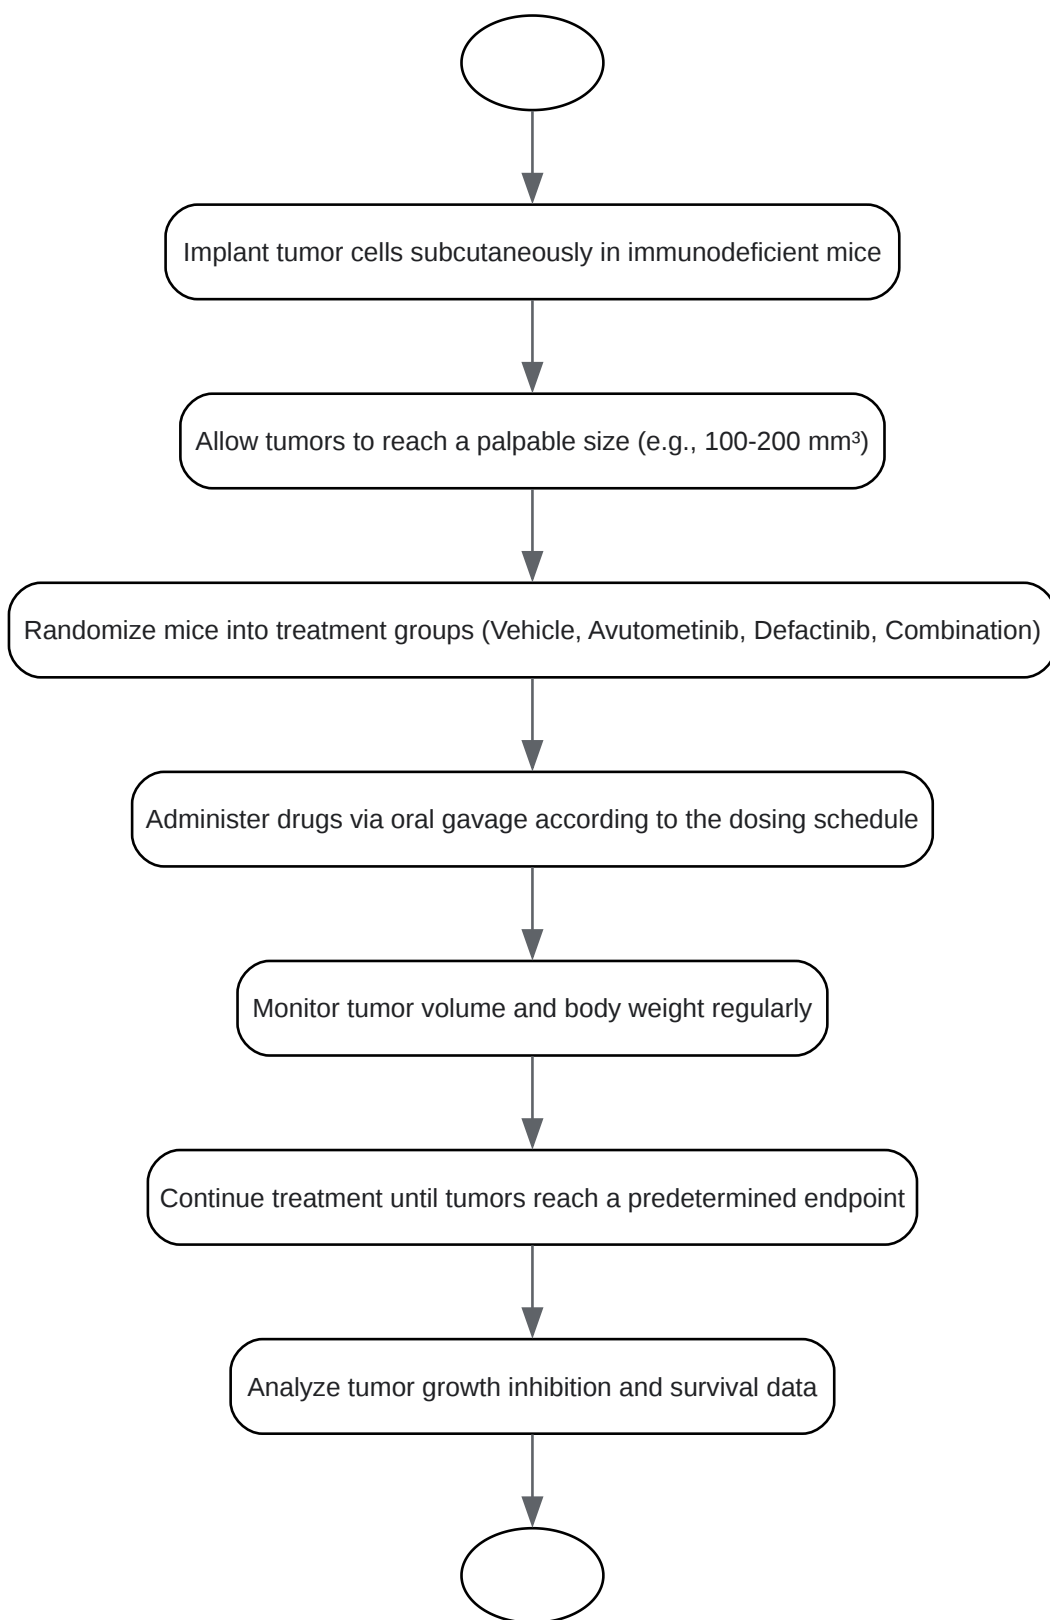 Implant tumor cells subcutaneously in immunodeficient mice
Allow tumors to reach a palpable size (e.g., 100-200 mm³)
Randomize mice into treatment groups (Vehicle, Avutometinib, Defactinib, Combination)
Administer drugs via oral gavage according to the dosing schedule
Monitor tumor volume and body weight regularly
Continue treatment until tumors reach a predetermined endpoint
Analyze tumor growth inhibition and survival data